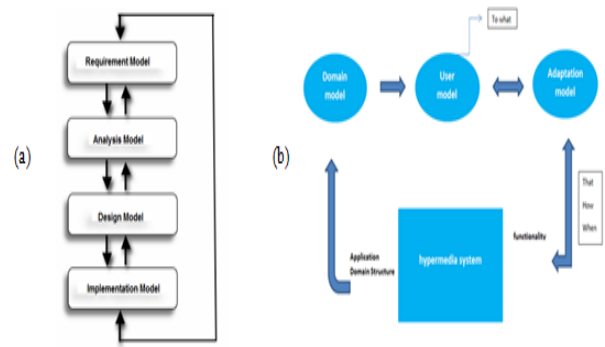 (a)
Requirement Model
Analysis Model
Design Model
Implementation Model
(b)
To what
Domain
model
User
model
Adaptation
model
That
How
When
functionality
Application
Domain Structure
hypermedia system